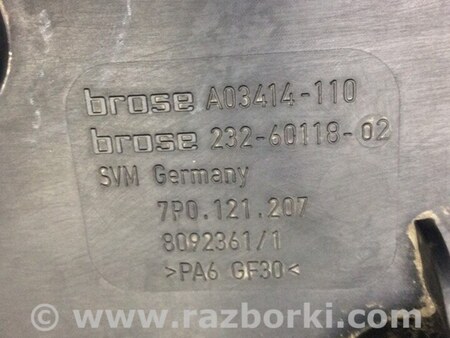 brose A03414-110
brose 232-60118-02
SVM Germany
7P0.121.207
8092361/1
>PA6 GF30<
© www.razborki.com